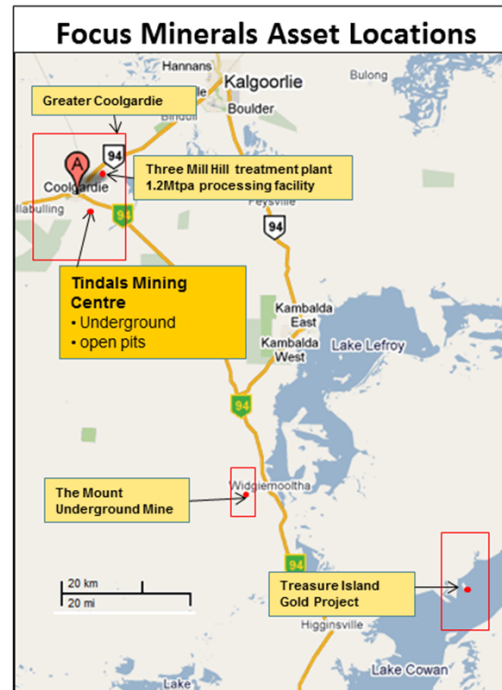 Focus Minerals Asset Locations
Hannans
Kalgoorlie
Bulong
Greater Coolgardie
Boulder
A
94
Coolgardie
Three Mill Hill treatment plant
1.2Mtpa processing facility
94
94
Tindals Mining
Centre
• Underground
• open pits
Kambalda
East
Kambalda
West
Lake Lefroy
94
Widgiemooltha
The Mount
Underground Mine
94
20 km
20 mi
Treasure Island
Gold Project
Higginsville
Lake Cowan
Lake